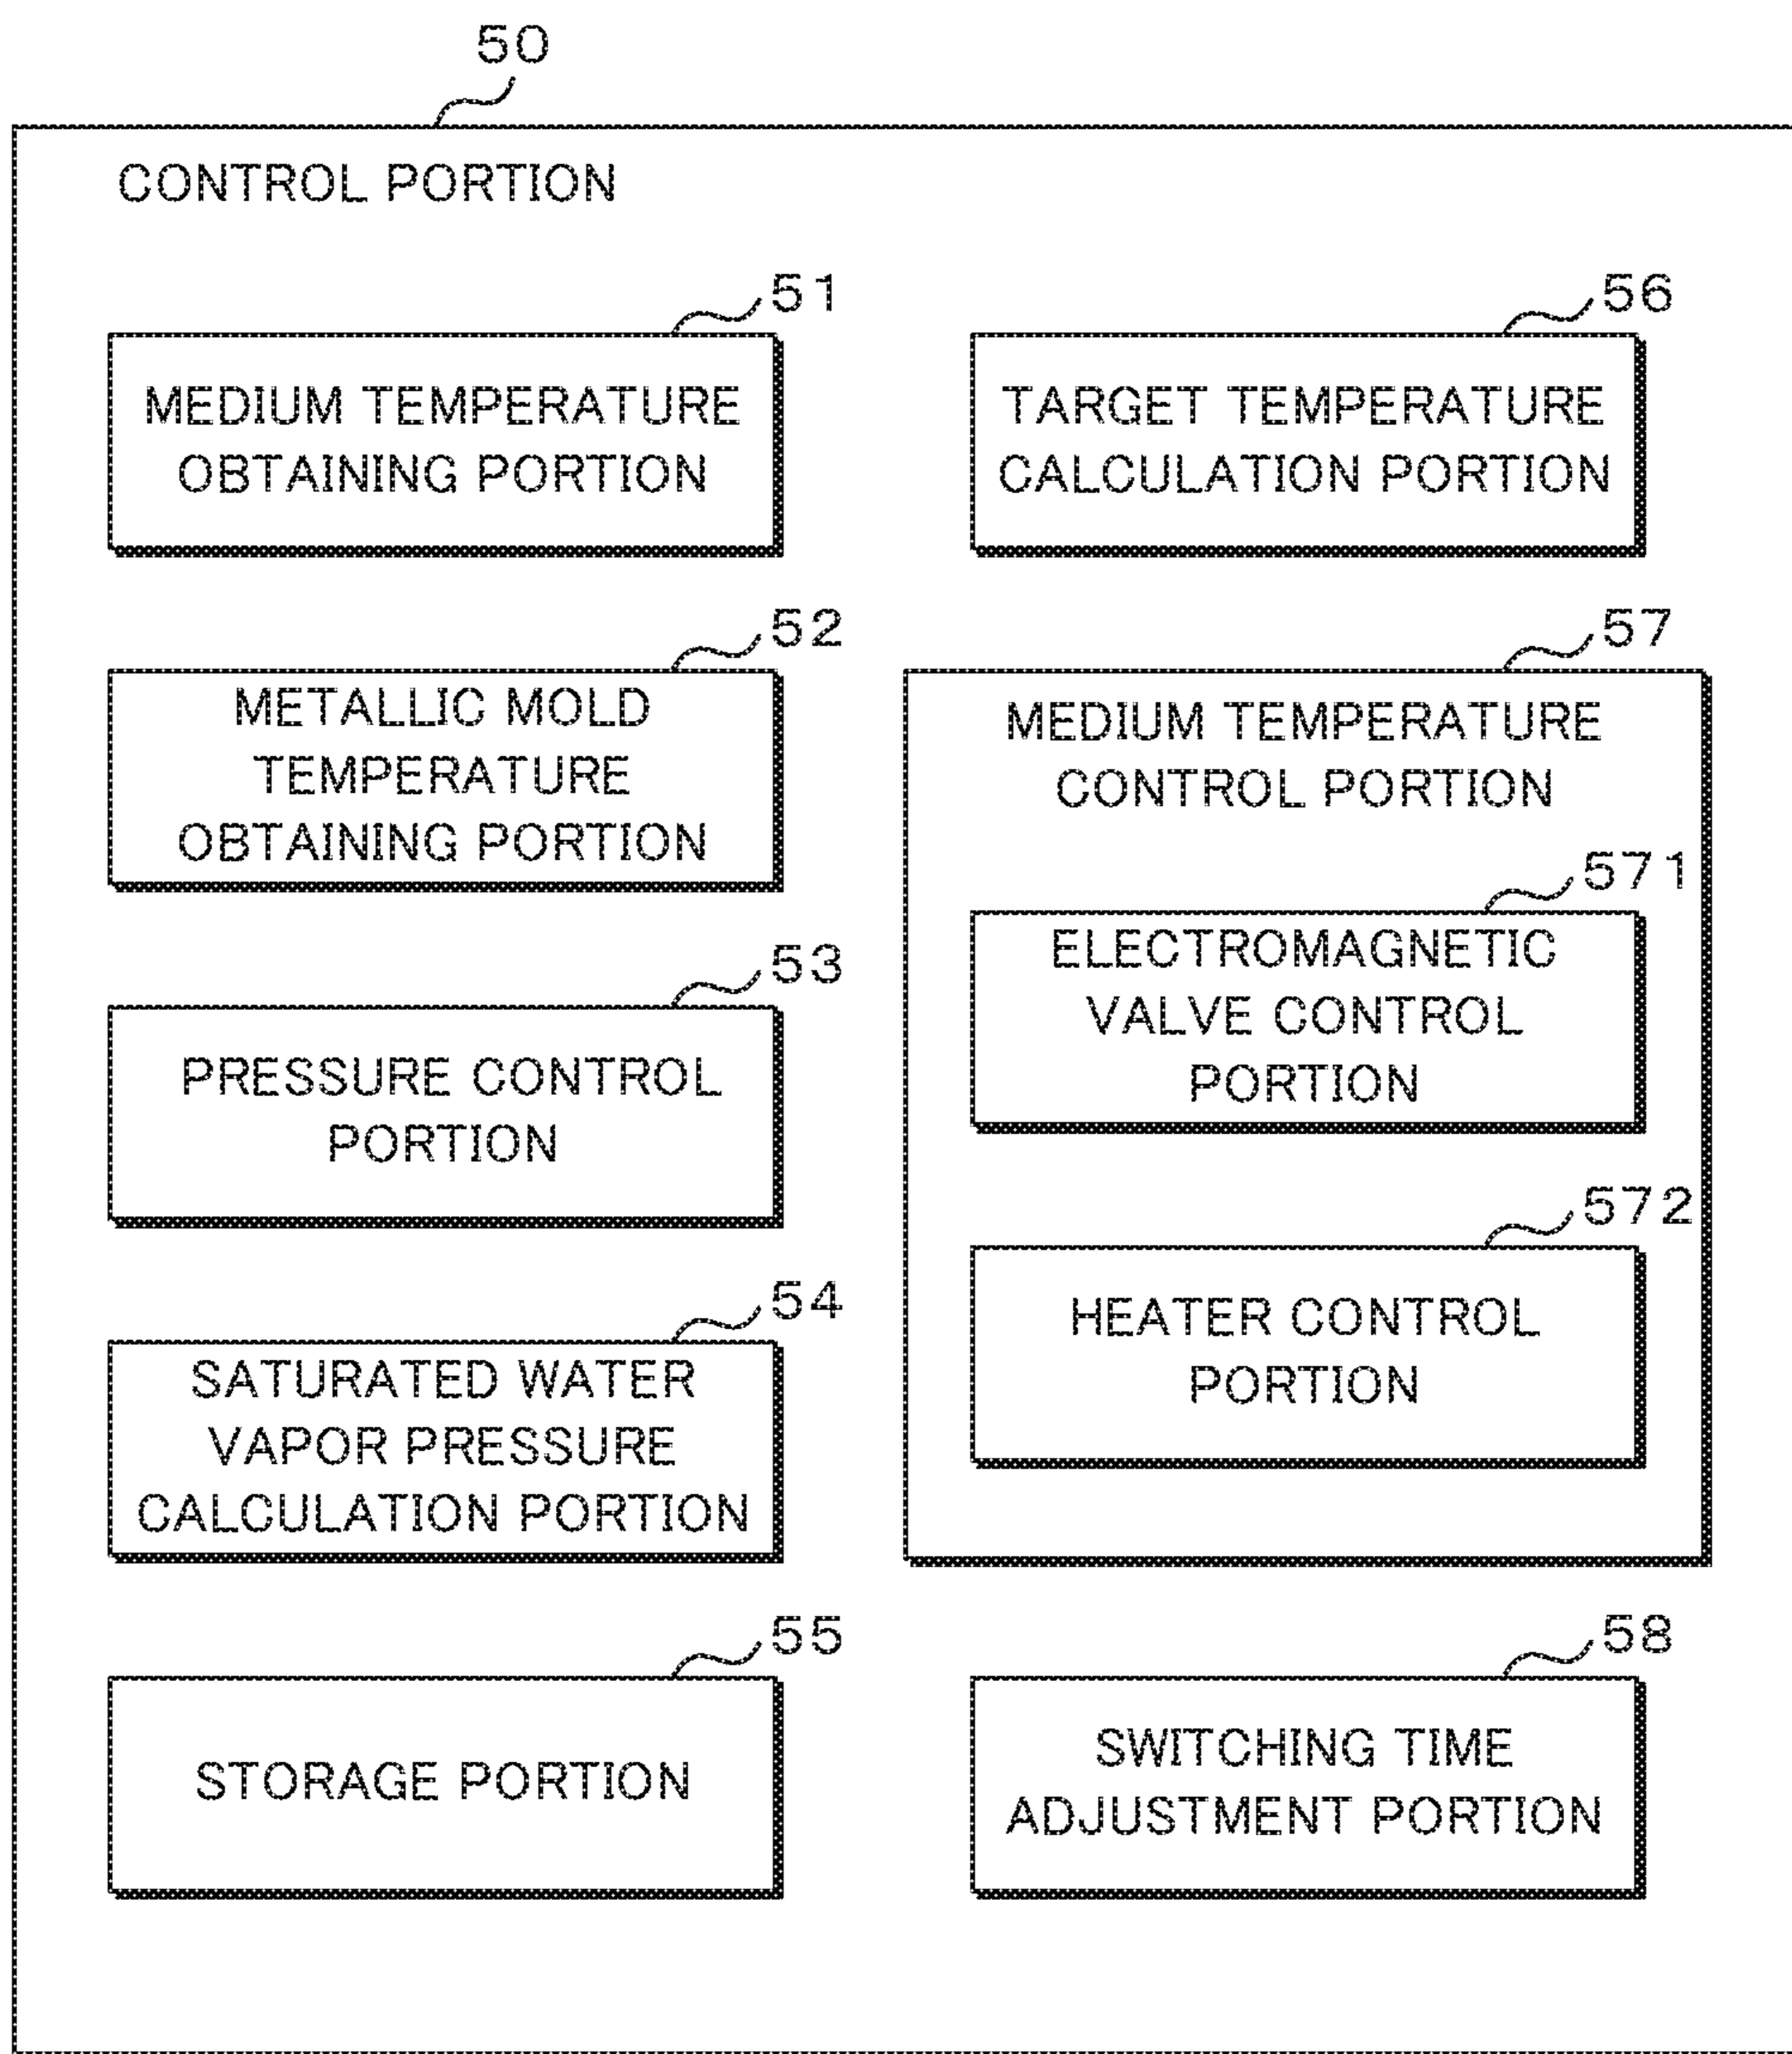 50
CONTROL PORTION
51
MEDIUM TEMPERATURE
OBTAINING PORTION
52
METALLIC MOLD
TEMPERATURE
OBTAINING PORTION
53
PRESSURE CONTROL
PORTION
54
SATURATED WATER
VAPOR PRESSURE
CALCULATION PORTION
55
STORAGE PORTION
56
TARGET TEMPERATURE
CALCULATION PORTION
57
MEDIUM TEMPERATURE
CONTROL PORTION
571
ELECTROMAGNETIC
VALVE CONTROL
PORTION
572
HEATER CONTROL
PORTION
58
SWITCHING TIME
ADJUSTMENT PORTION